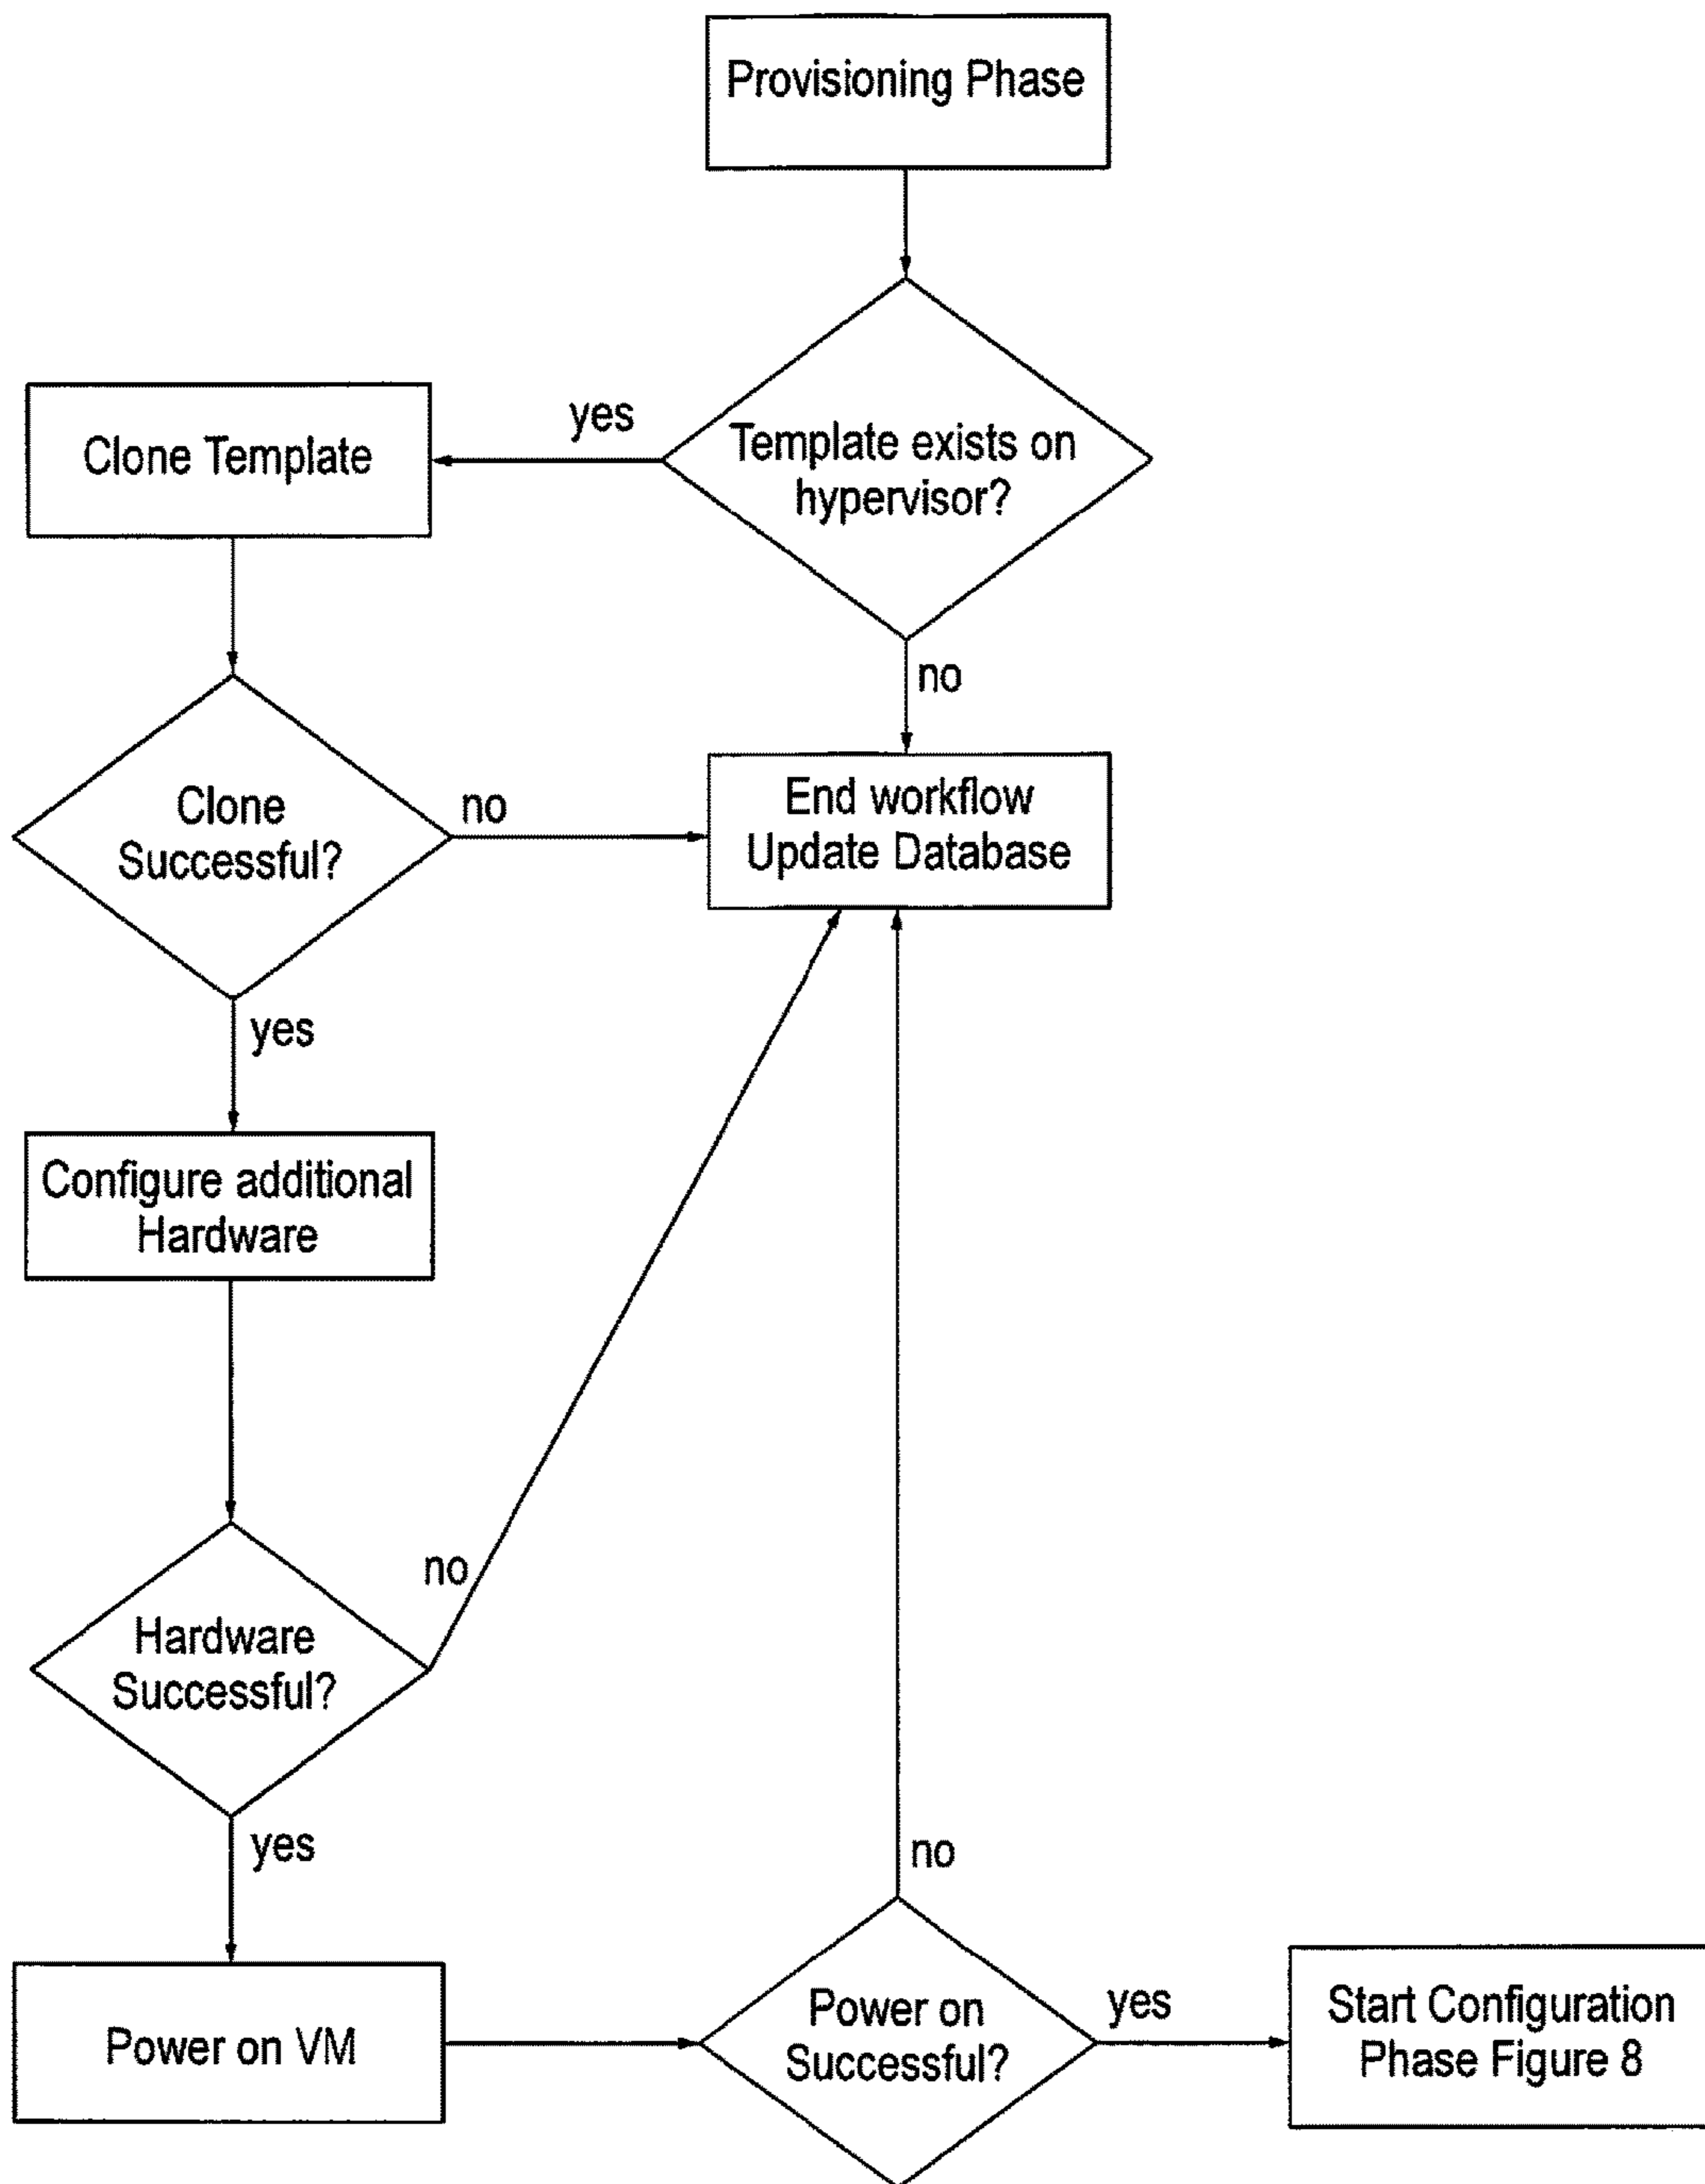 Provisioning Phase
yes
Template exists on
hypervisor?
Clone Template
no
Clone
Successful?
no
End workflow
Update Database
yes
Configure additional
Hardware
no
Hardware
Successful?
yes
no
Power on VM
Power on
Successful?
yes
Start Configuration
Phase Figure 8